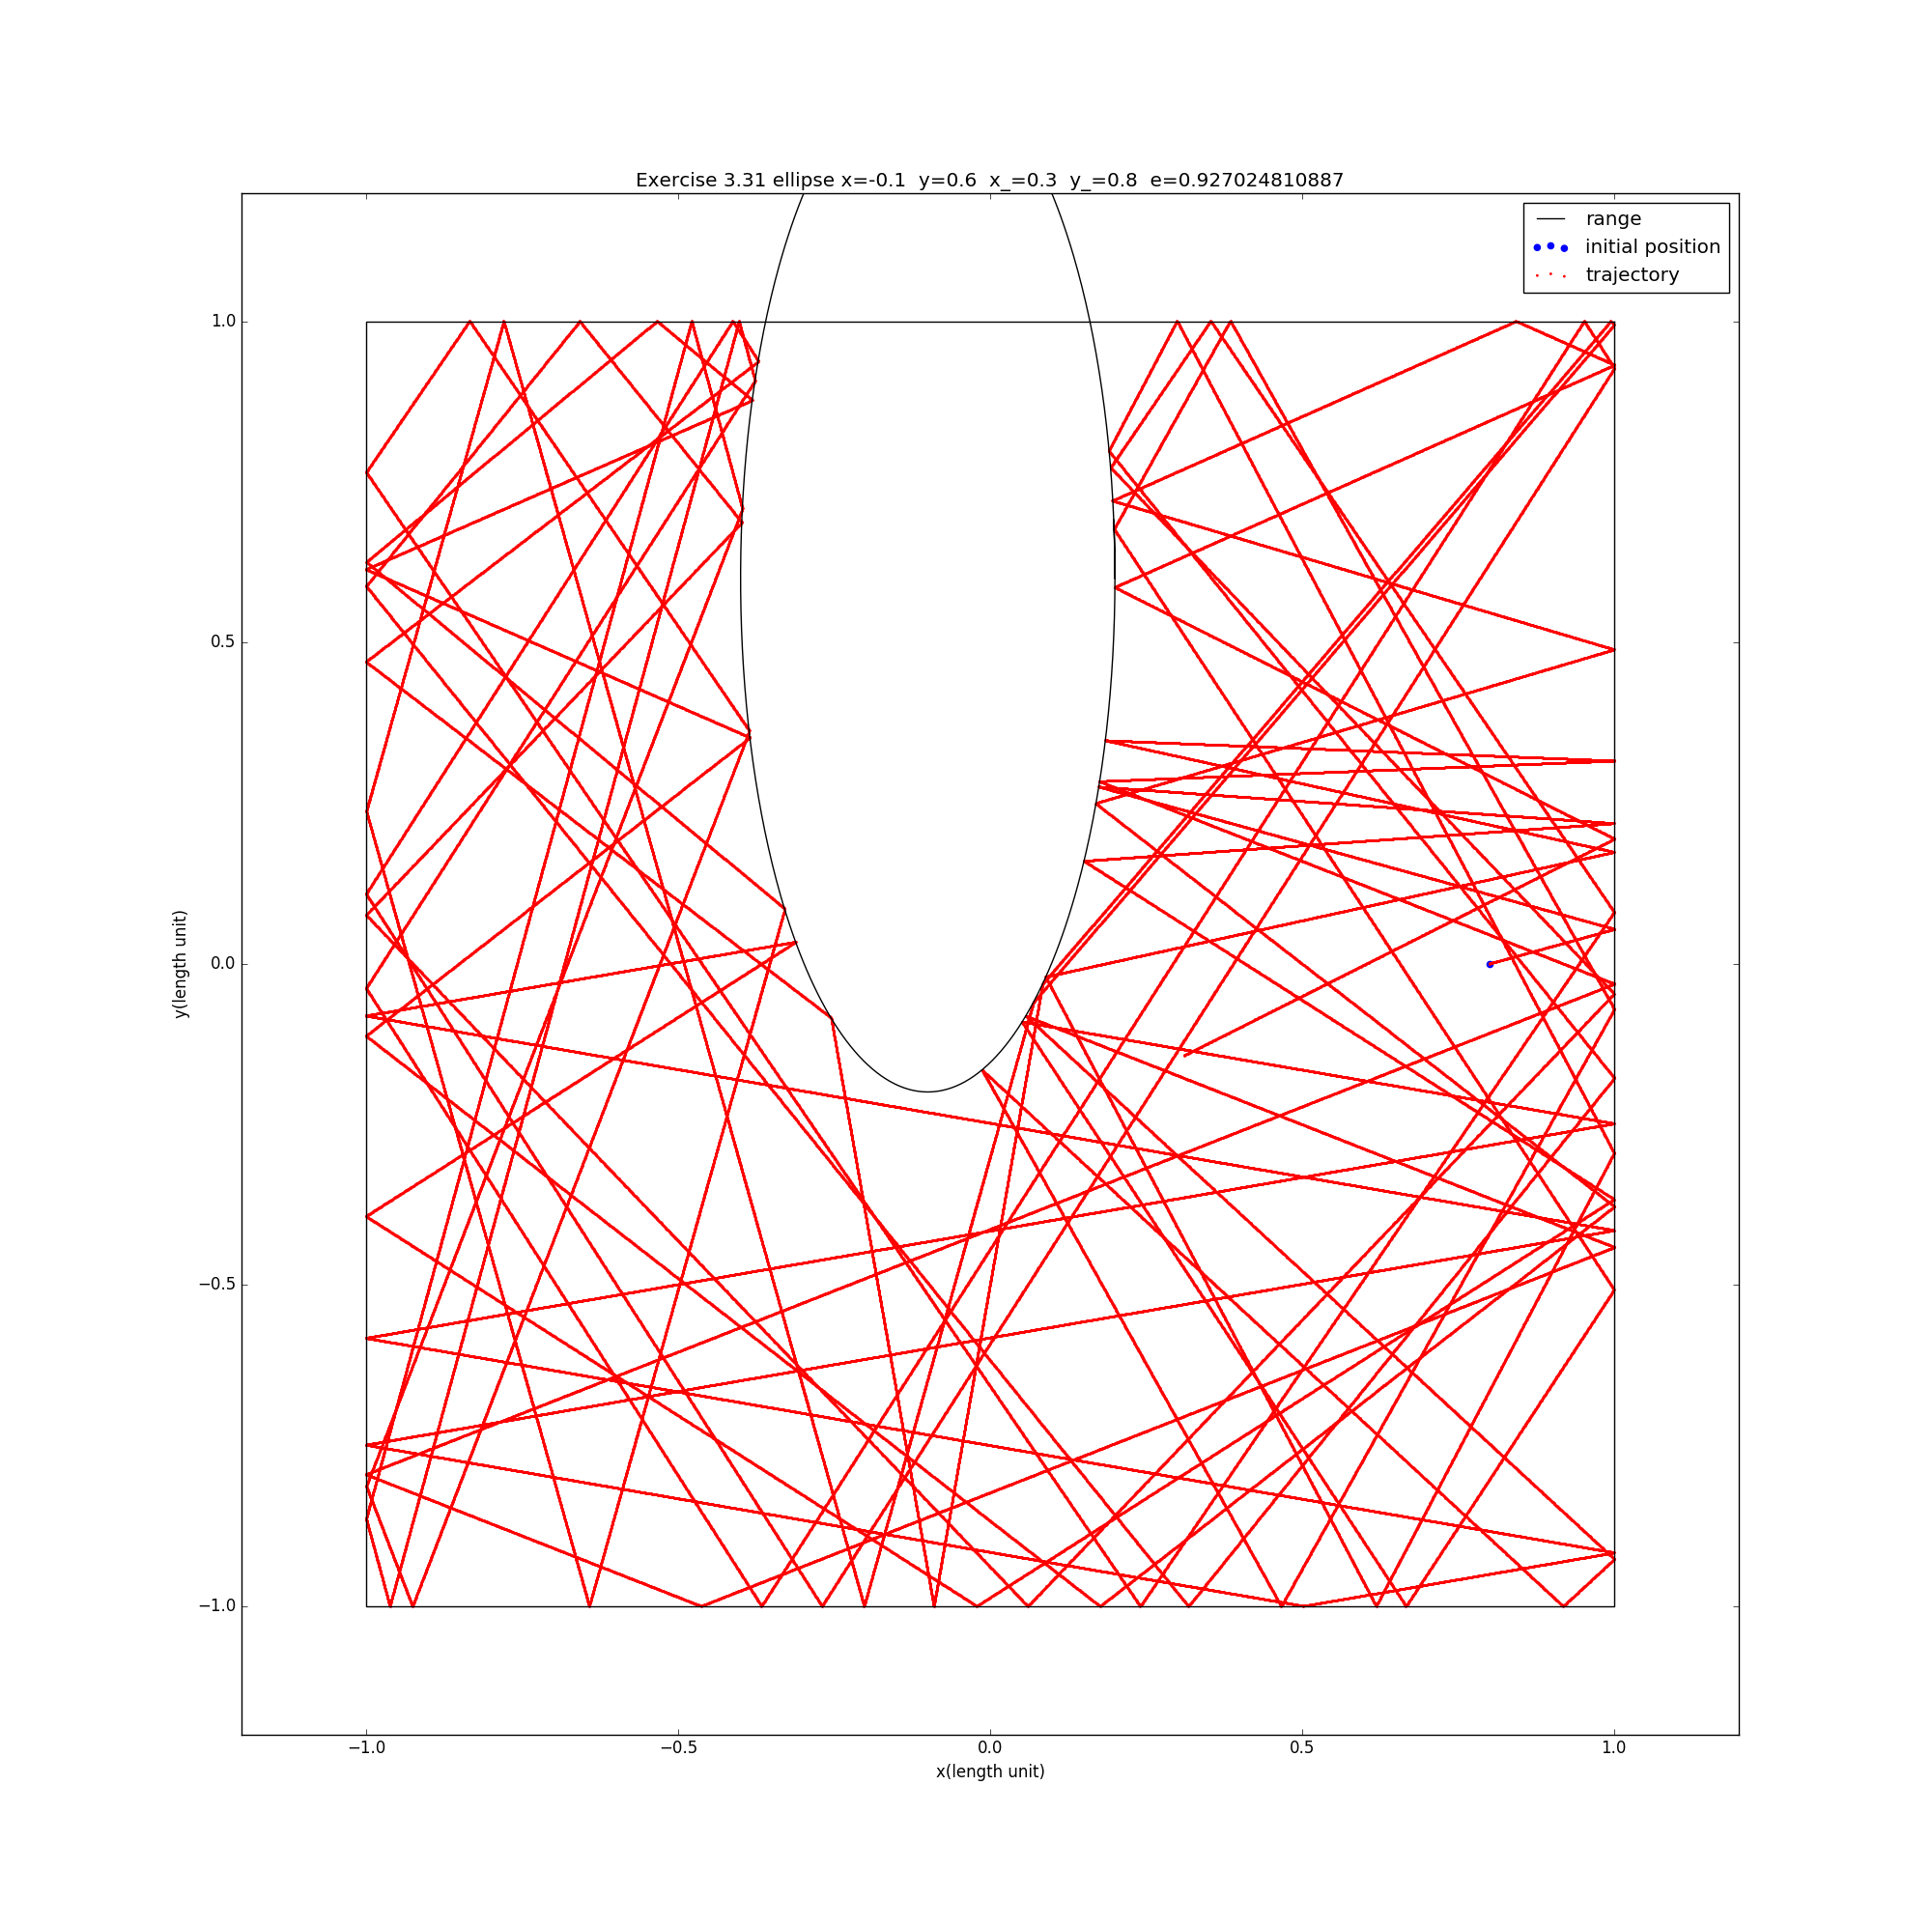 Exercise 3.31 ellipse x=-0.1  y=0.6  x_=0.3  y_=0.8  e=0.927024810887
range
initial position
trajectory
1.0
0.5
0.0
−0.5
−1.0
y(length unit)
−1.0
−0.5
0.0
0.5
1.0
x(length unit)